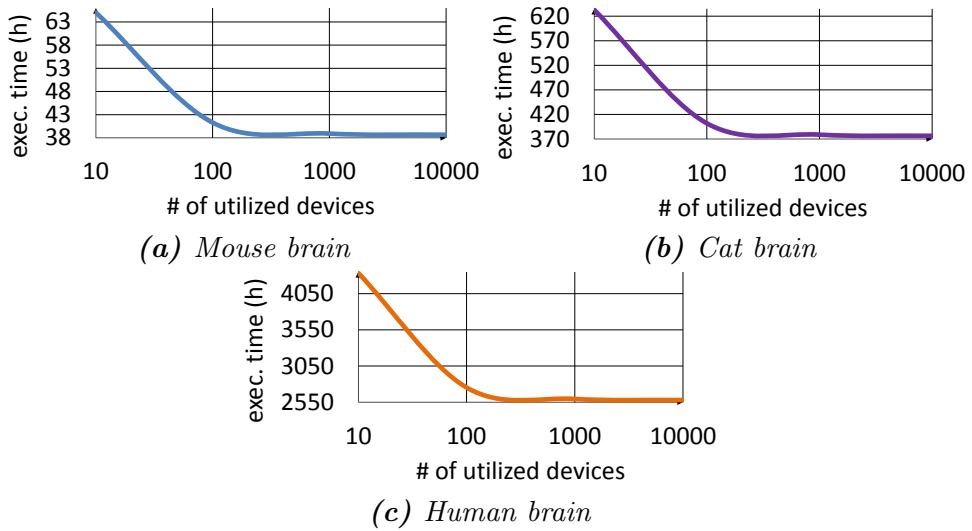 exec. time (h)
63
58
53
48
43
38
10 100 1000 10000
# of utilized devices
(a) Mouse brain
exec. time (h)
620
570
520
470
420
370
10 100 1000 10000
# of utilized devices
(b) Cat brain
exec. time (h)
4050
3550
3050
2550
10 100 1000 10000
# of utilized devices
(c) Human brain